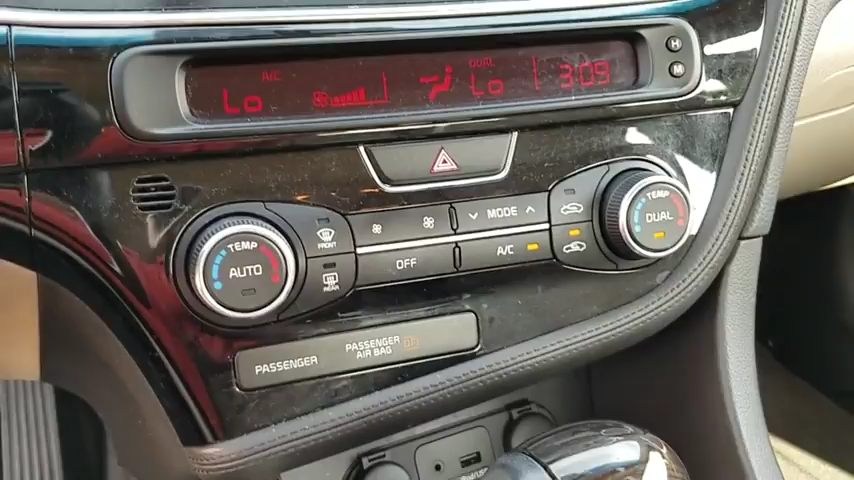 A/C
DUAL
Lo
Lo
3:09
H
M
TEMP
AUTO
FRONT
REAR
MODE
OFF
A/C
TEMP
DUAL
PASSENGER
PASSENGER
AIR BAG